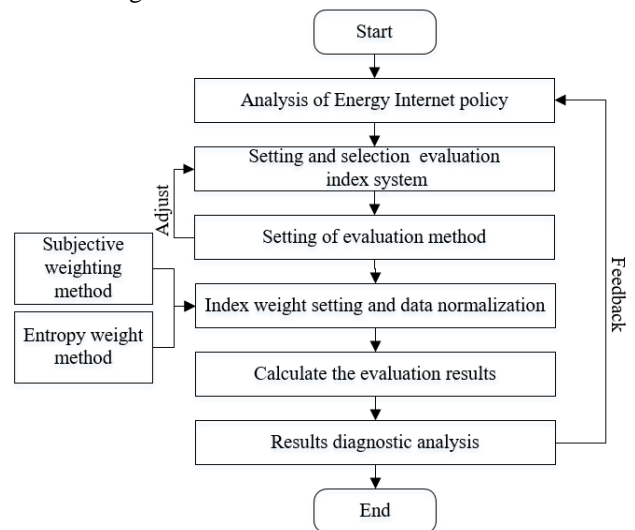 Start
Analysis of Energy Internet policy
Setting and selection evaluation
index system
Adjust
Setting of evaluation method
Subjective
weighting
method
Index weight setting and data normalization
Entropy weight
method
Feedback
Calculate the evaluation results
Results diagnostic analysis
End